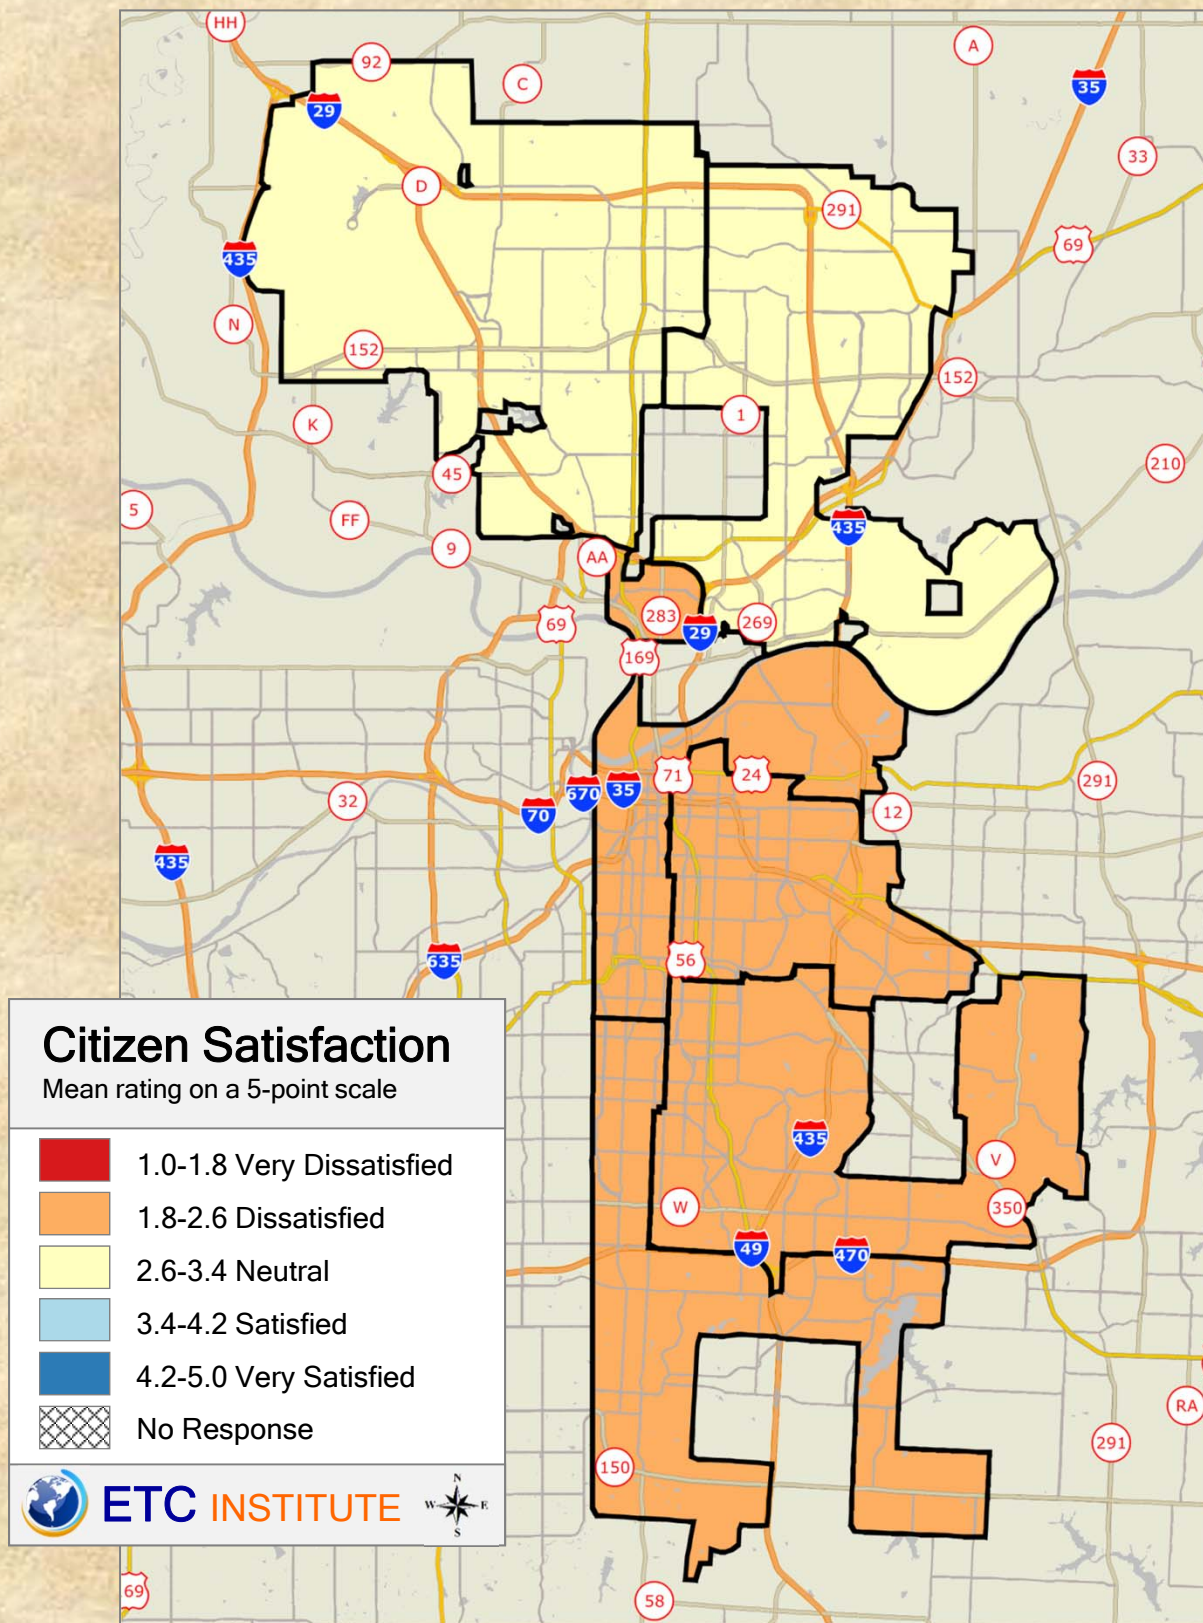 HH
92
C
A
35
29
33
D
291
69
435
N
152
152
K
1
45
210
5
FF
435
9
AA
283
269
69
29
169
71
24
670
35
291
32
70
12
435
56
635
435
V
W
350
49
470
RA
291
150
69
58
Citizen Satisfaction
Mean rating on a 5-point scale
1.0-1.8 Very Dissatisfied
1.8-2.6 Dissatisfied
2.6-3.4 Neutral
3.4-4.2 Satisfied
4.2-5.0 Very Satisfied
No Response
ETC INSTITUTE
N
W E
S